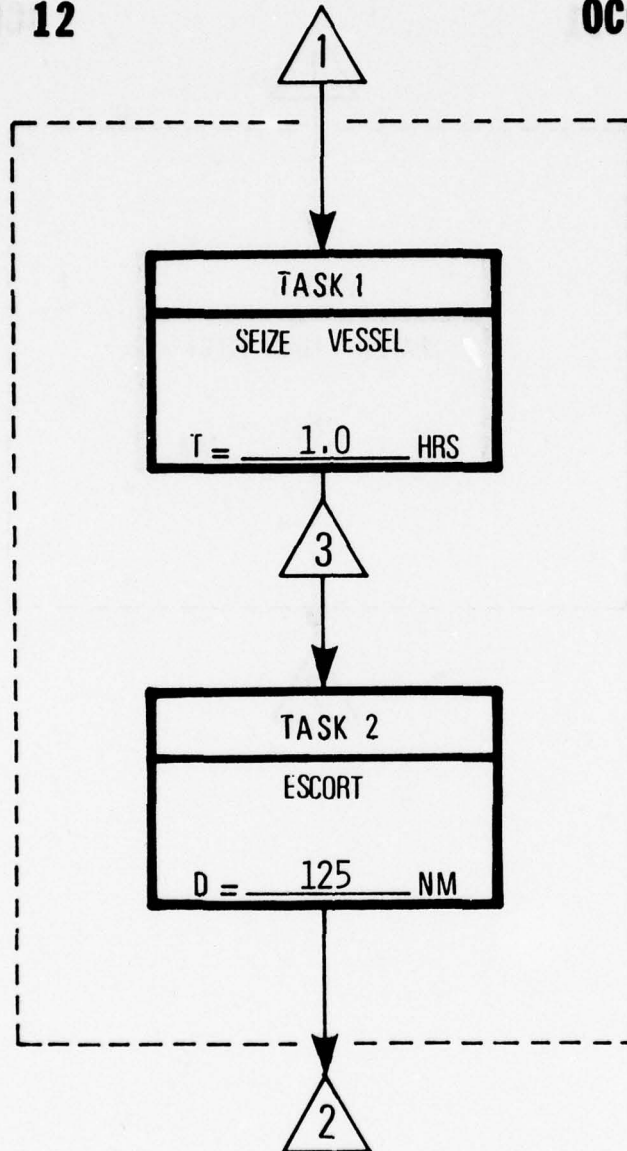 12 OC
1
TASK 1
SEIZE VESSEL
T = 1.0 HRS
3
TASK 2
ESCORT
D = 125 NM
2